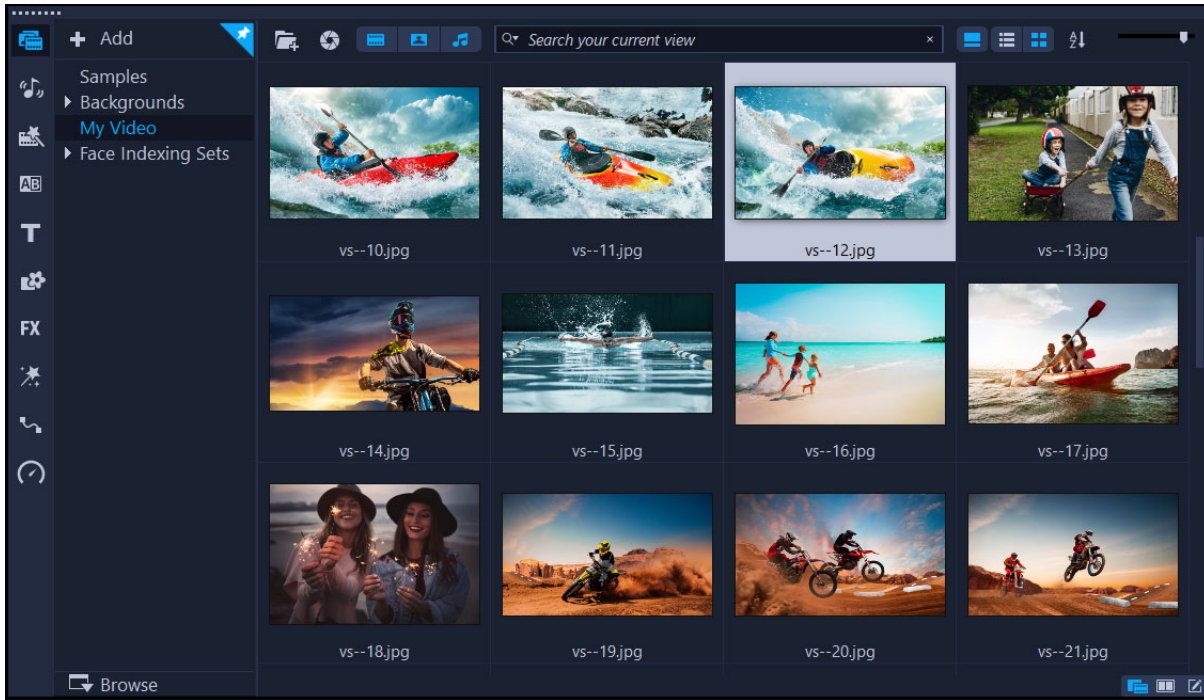 Add
Search your current view
Samples
Backgrounds
My Video
Face Indexing Sets
AB
T
FX
A
Z
vs--10.jpg
vs--11.jpg
vs--12.jpg
vs--13.jpg
vs--14.jpg
vs--15.jpg
vs--16.jpg
vs--17.jpg
vs--18.jpg
vs--19.jpg
vs--20.jpg
vs--21.jpg
Browse